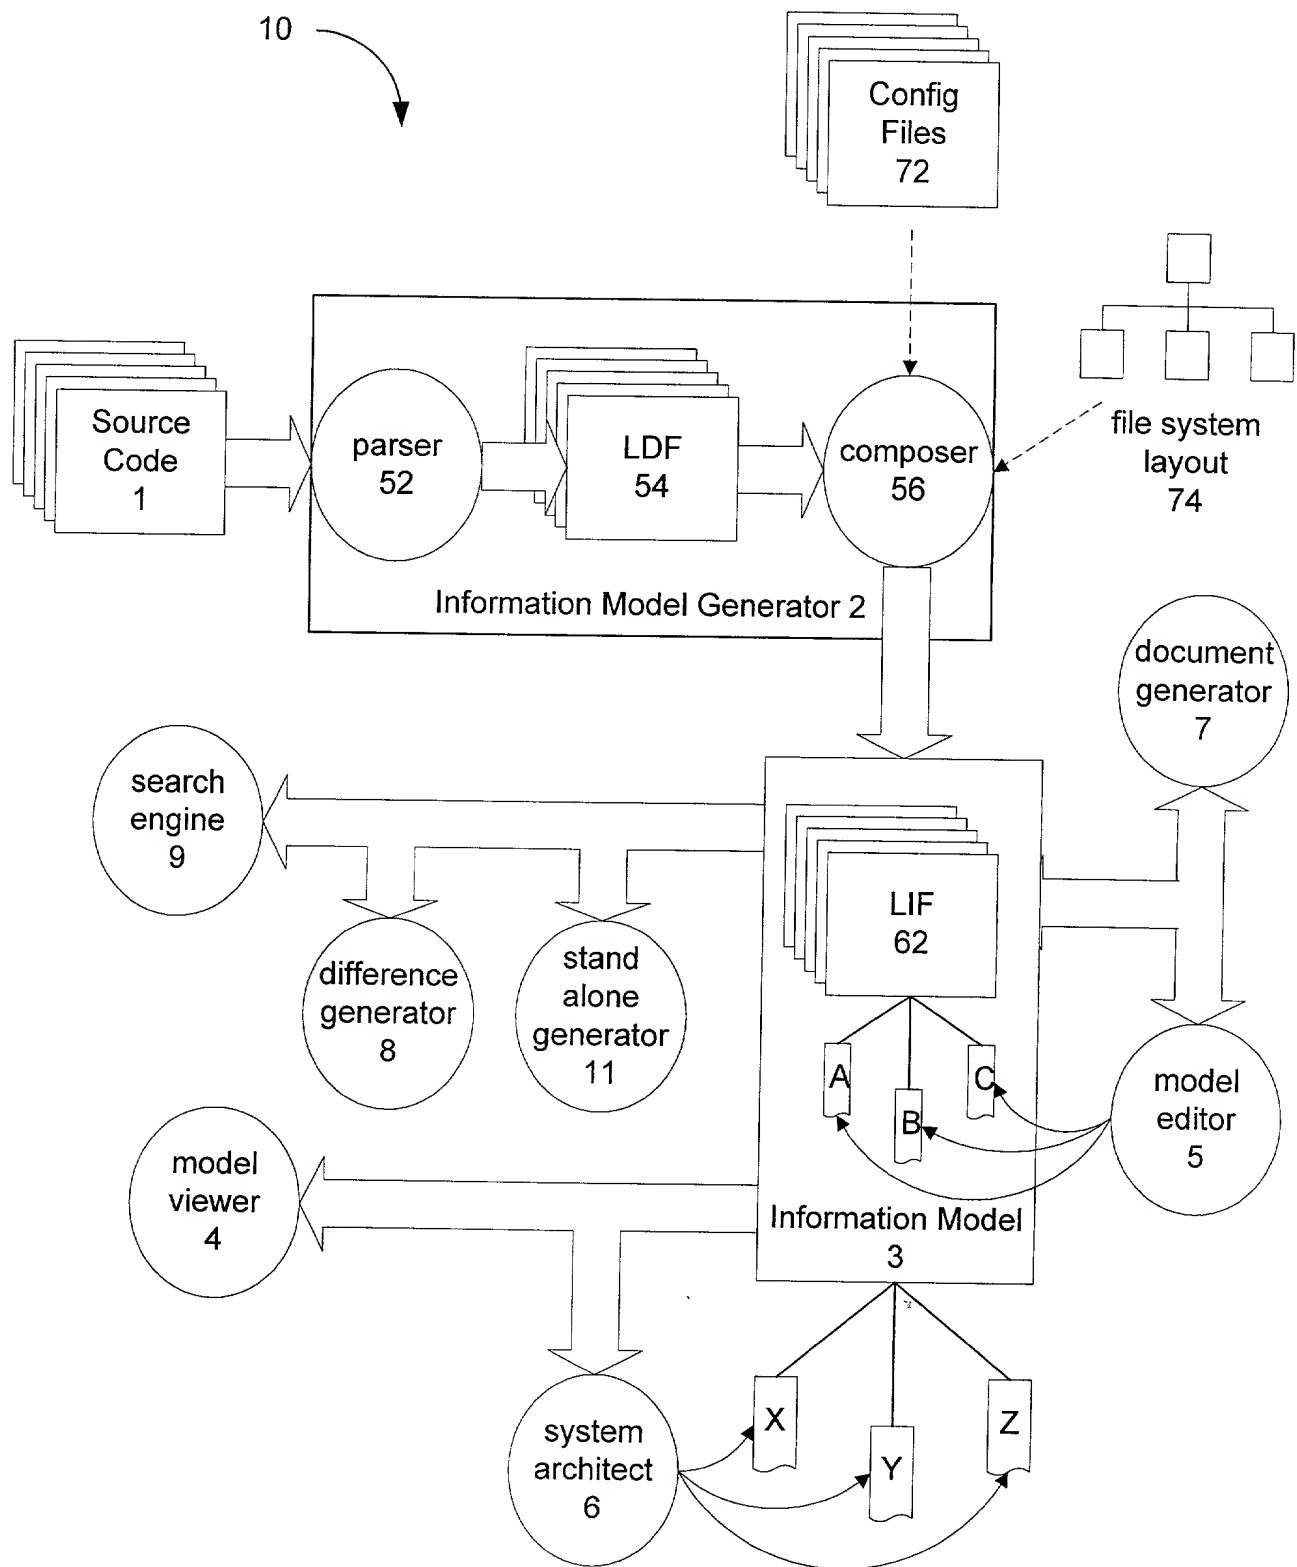 10
Config
Files
72
Source
Code
1
parser
52
LDF
54
composer
56
file system
layout
74
Information Model Generator 2
document
generator
7
search
engine
9
LIF
62
difference
generator
8
stand
alone
generator
11
A
B
C
model
editor
5
model
viewer
4
Information Model
3
system
architect
6
X
Y
Z